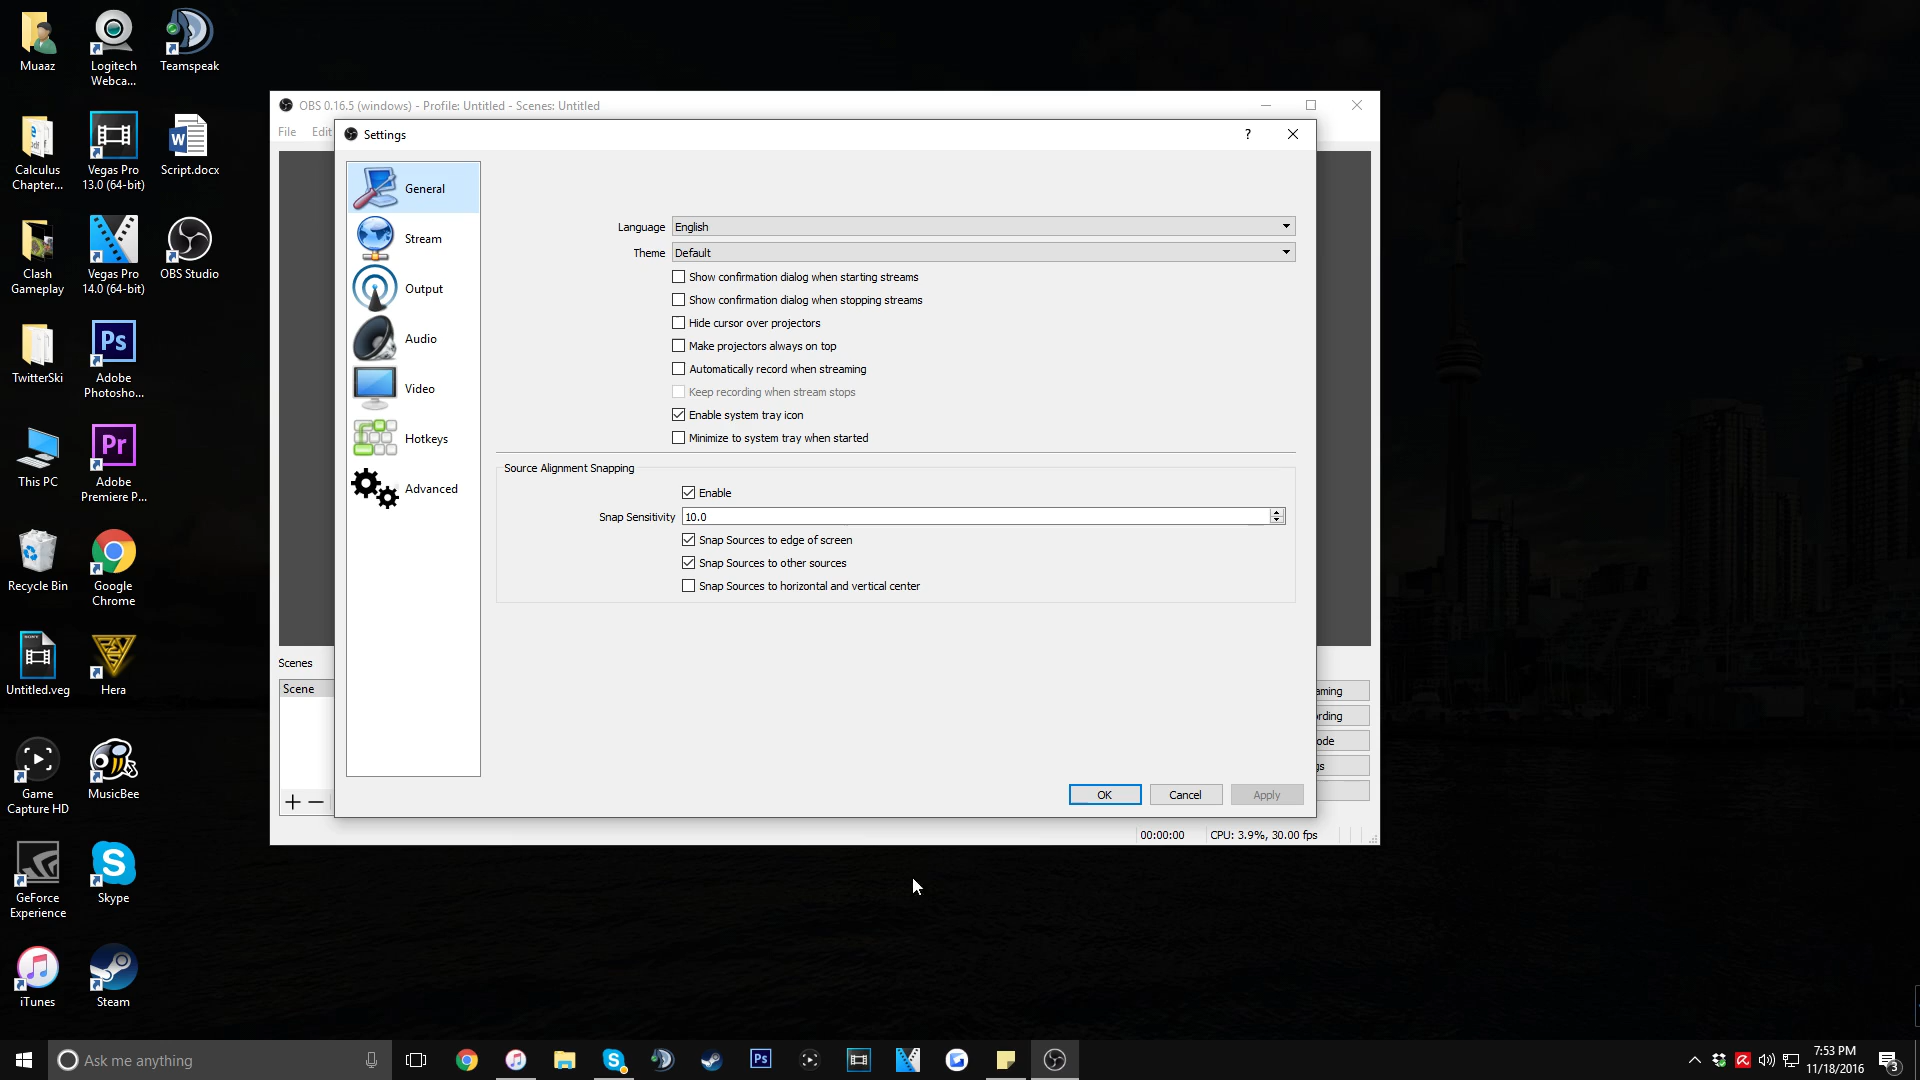 Muaaz
Logitech
Webca...
Teamspeak
Calculus
Chapter...
Vegas Pro
13.0 (64-bit)
Script.docx
Clash
Gameplay
Vegas Pro
14.0 (64-bit)
OBS Studio
TwitterSki
Adobe
Photosho...
This PC
Adobe
Premiere P...
Recycle Bin
Google
Chrome
Untitled.veg
Hera
Game
Capture HD
MusicBee
GeForce
Experience
Skype
iTunes
Steam
OBS 0.16.5 (windows) - Profile: Untitled - Scenes: Untitled
File Edit
Settings
?
General
Stream
Output
Audio
Video
Hotkeys
Advanced
Language English
Theme Default
Show confirmation dialog when starting streams
Show confirmation dialog when stopping streams
Hide cursor over projectors
Make projectors always on top
Automatically record when streaming
Keep recording when stream stops
Enable system tray icon
Minimize to system tray when started
Source Alignment Snapping
Enable
Snap Sensitivity 10.0
Snap Sources to edge of screen
Snap Sources to other sources
Snap Sources to horizontal and vertical center
OK Cancel Apply
Scenes
Scene
aming
ording
ode
gs
00:00:00 CPU: 3.9%, 30.00 fps
Ask me anything
Ps
7:53 PM
11/18/2016
3